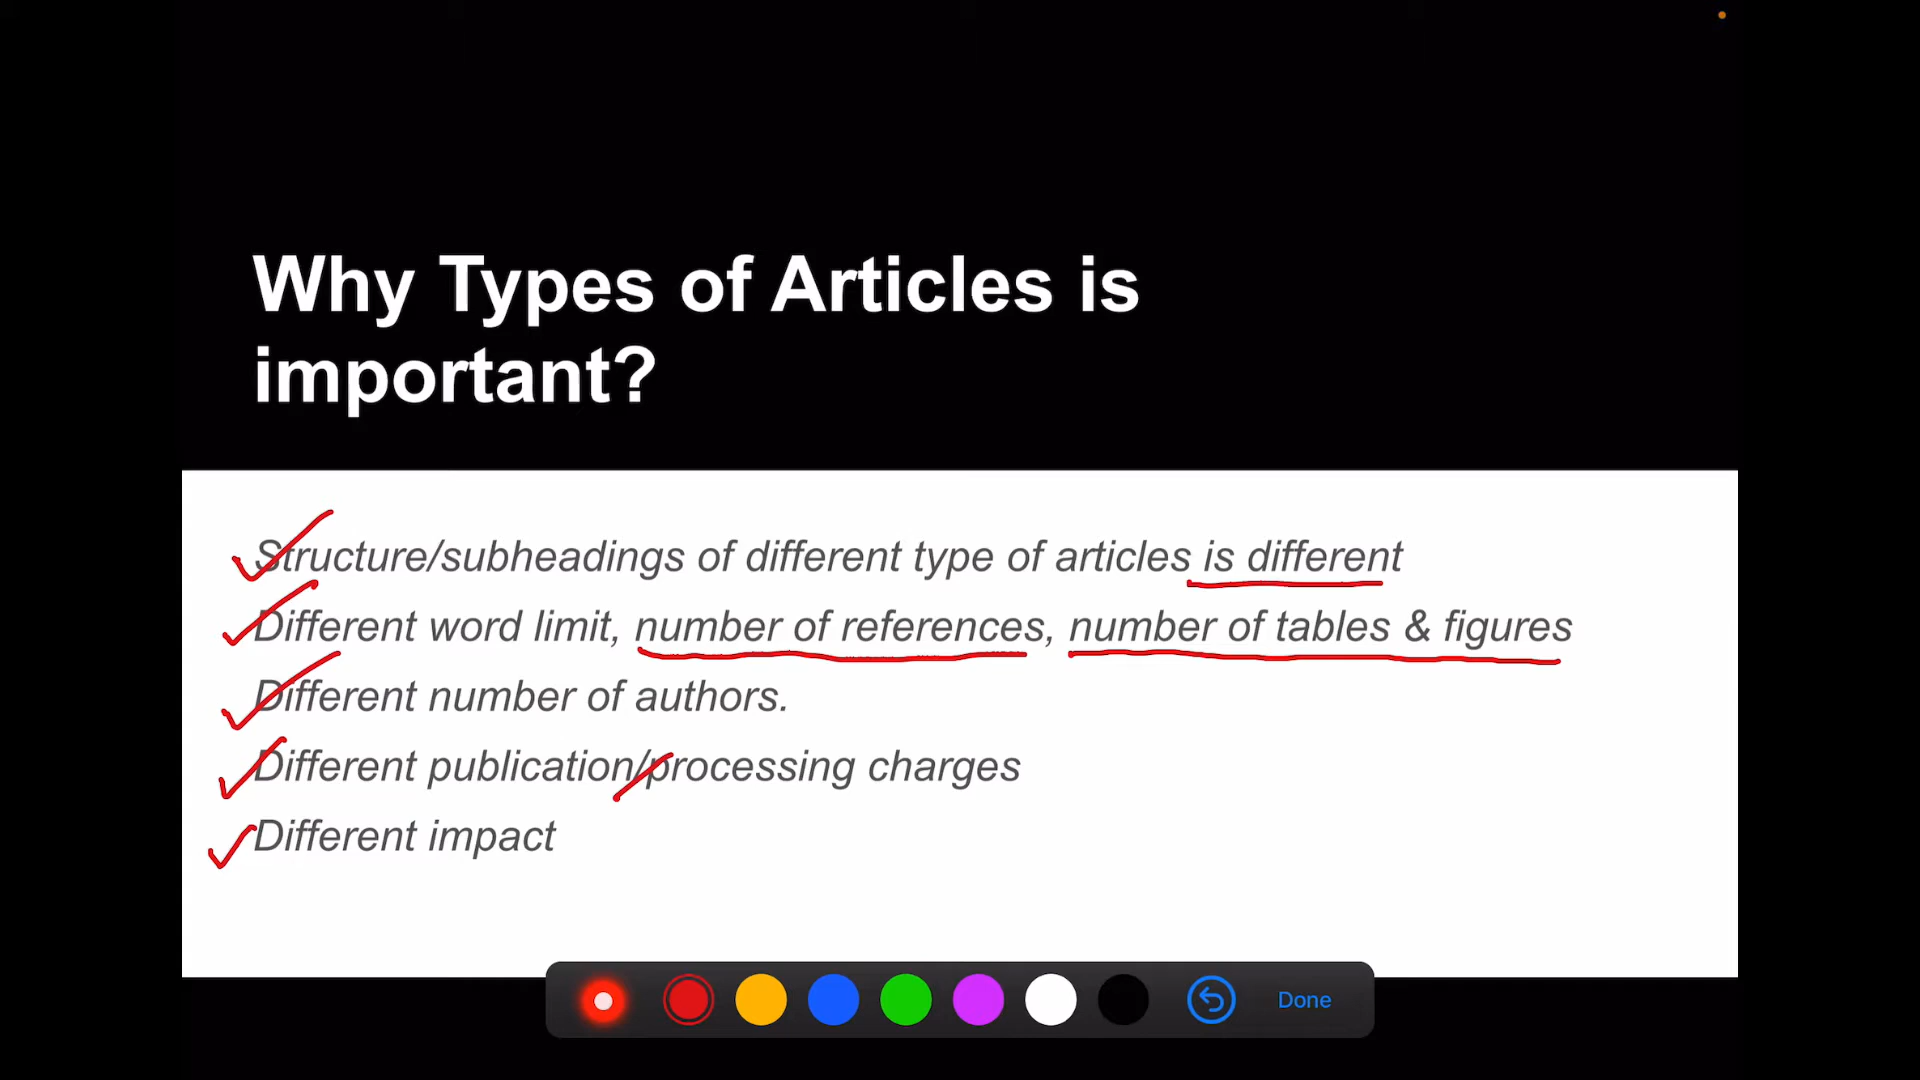 Why Types of Articles is
important?
Structure/subheadings of different type of articles is different
Different word limit, number of references, number of tables & figures
Different number of authors.
Different publication/processing charges
Different impact
Done